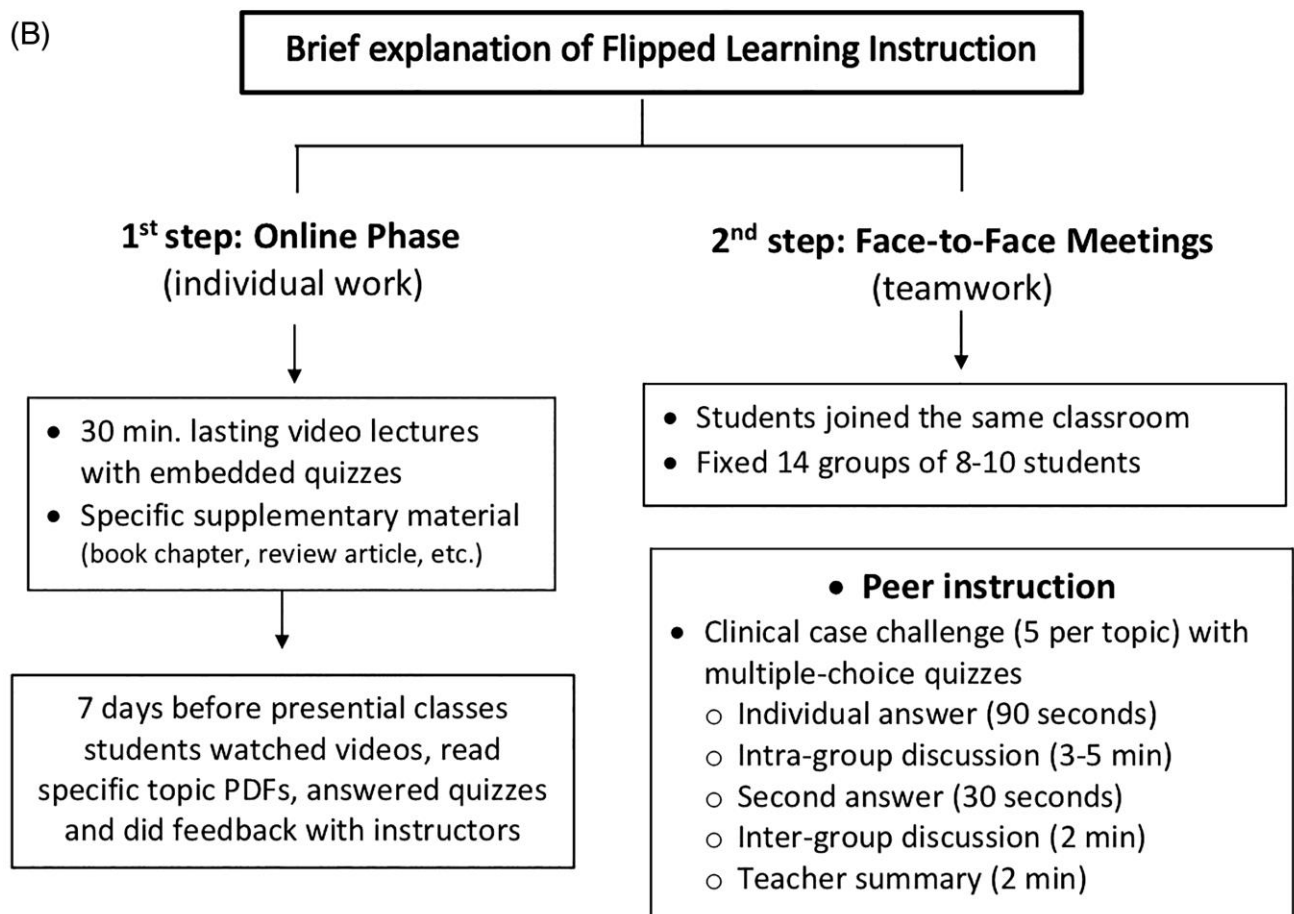 (B)
Brief explanation of Flipped Learning Instruction
1st step: Online Phase
(individual work)
• 30 min. lasting video lectures
with embedded quizzes
• Specific supplementary material
(book chapter, review article, etc.)
7 days before presential classes
students watched videos, read
specific topic PDFs, answered quizzes
and did feedback with instructors
2nd step: Face-to-Face Meetings
(teamwork)
• Students joined the same classroom
• Fixed 14 groups of 8-10 students
• Peer instruction
• Clinical case challenge (5 per topic) with
multiple-choice quizzes
o Individual answer (90 seconds)
o Intra-group discussion (3-5 min)
o Second answer (30 seconds)
o Inter-group discussion (2 min)
o Teacher summary (2 min)